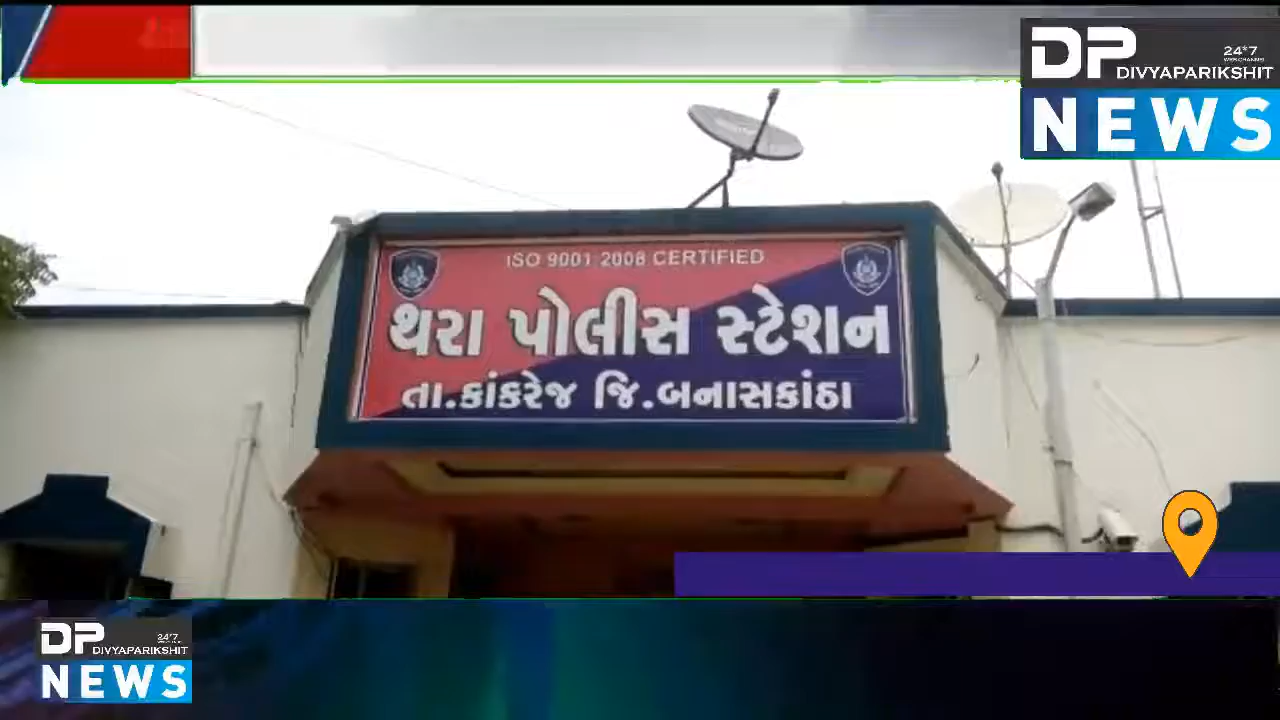 DP
24*7
DIVYAPARIKSHIT
NEWS
ISO 9001 2008 CERTIFIED
થરા પોલીસ સ્ટેશન
તા.કાંકરેજ જિ.બનાસકાંઠા
DP
24*7
DIVYAPARIKSHIT
NEWS